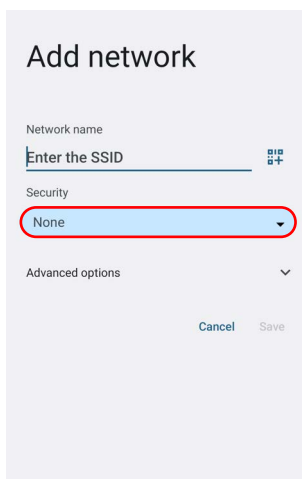 Add network
Network name
Enter the SSID
Security
None
Advanced options
Cancel Save